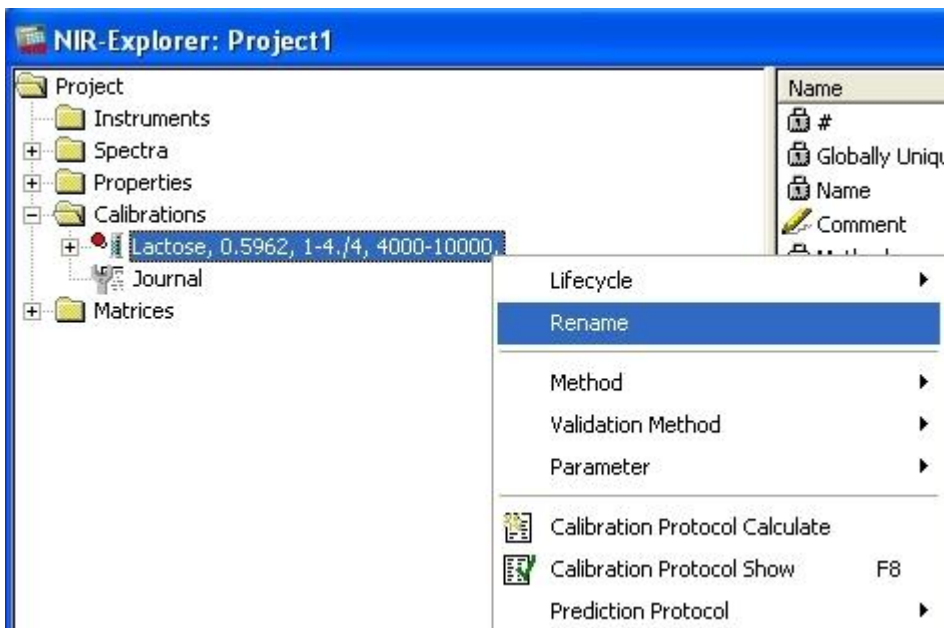 NIR-Explorer: Project1
Project
Instruments
Spectra
Properties
Calibrations
Lactose, 0.5962, 1-4./4, 4000-10000,
Journal
Matrices
Name
#
Globally Uniqu
Name
Comment
Lifecycle
Rename
Method
Validation Method
Parameter
Calibration Protocol Calculate
Calibration Protocol Show F8
Prediction Protocol